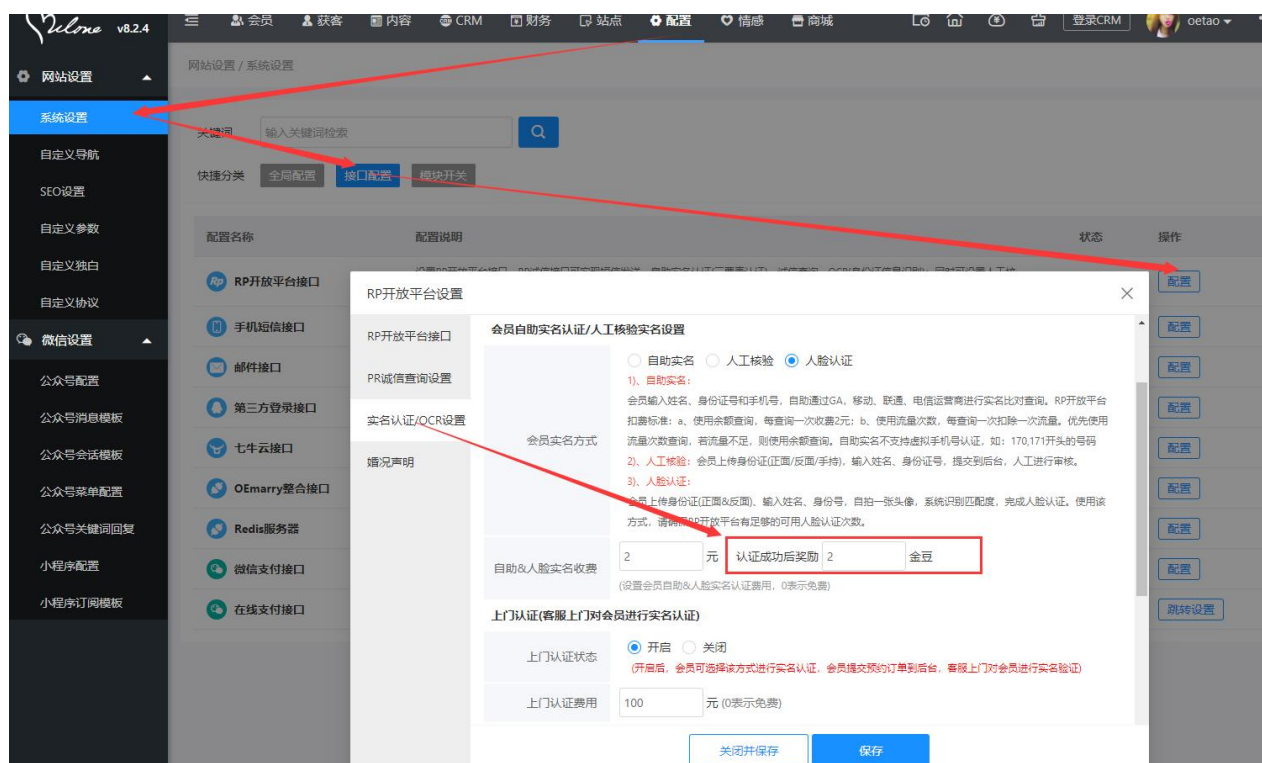 v8.2.4
会员 获客 内容 CRM 财务 站点 配置 情感 商城 登录CRM oetao
网站设置
系统设置
自定义导航
SEO设置
自定义参数
自定义独白
自定义协议
微信设置
公众号配置
公众号消息模板
公众号会话模板
公众号菜单配置
公众号关键词回复
小程序配置
小程序订阅模板
网站设置 / 系统设置
关键词 输入关键词检索
快捷分类 全局配置 接口配置 模块开关
配置名称 配置说明 状态 操作
RP开放平台接口 配置
手机短信接口 配置
邮件接口 配置
第三方登录接口 配置
七牛云接口 配置
OEmarry整合接口 配置
Redis服务器 配置
微信支付接口 配置
在线支付接口 跳转设置
RP开放平台设置
RP开放平台接口
PR诚信查询设置
实名认证/OCR设置
婚况声明
会员自助实名认证/人工核验实名设置
会员实名方式
自助实名 人工核验 人脸认证
1)、自助实名:
会员输入姓名、身份证号和手机号，自助通过GA，移动、联通、电信运营商进行实名比对查询。RP开放平台
扣费标准: a、使用余额查询，每查询一次收费2元; b、使用流量次数，每查询一次扣除一次流量。优先使用
流量次数查询，若流量不足，则使用余额查询。自助实名不支持虚拟手机号认证，如: 170,171开头的号码
2)、人工核验: 会员上传身份证(正面/反面/手持)，输入姓名、身份证号，提交到后台，人工进行审核。
3)、人脸认证:
会员上传身份证(正面&反面)、输入姓名、身份号，自拍一张头像，系统识别匹配度，完成人脸认证。使用该
方式，请确保RP开放平台有足够的可用人脸认证次数。
自助&人脸实名收费 2 元 认证成功后奖励 2 金豆
(设置会员自助&人脸实名认证费用，0表示免费)
上门认证(客服上门对会员进行实名认证)
上门认证状态 开启 关闭
(开启后，会员可选择该方式进行实名认证，会员提交预约订单到后台，客服上门对会员进行实名验证)
上门认证费用 100 元 (0表示免费)
关闭并保存 保存